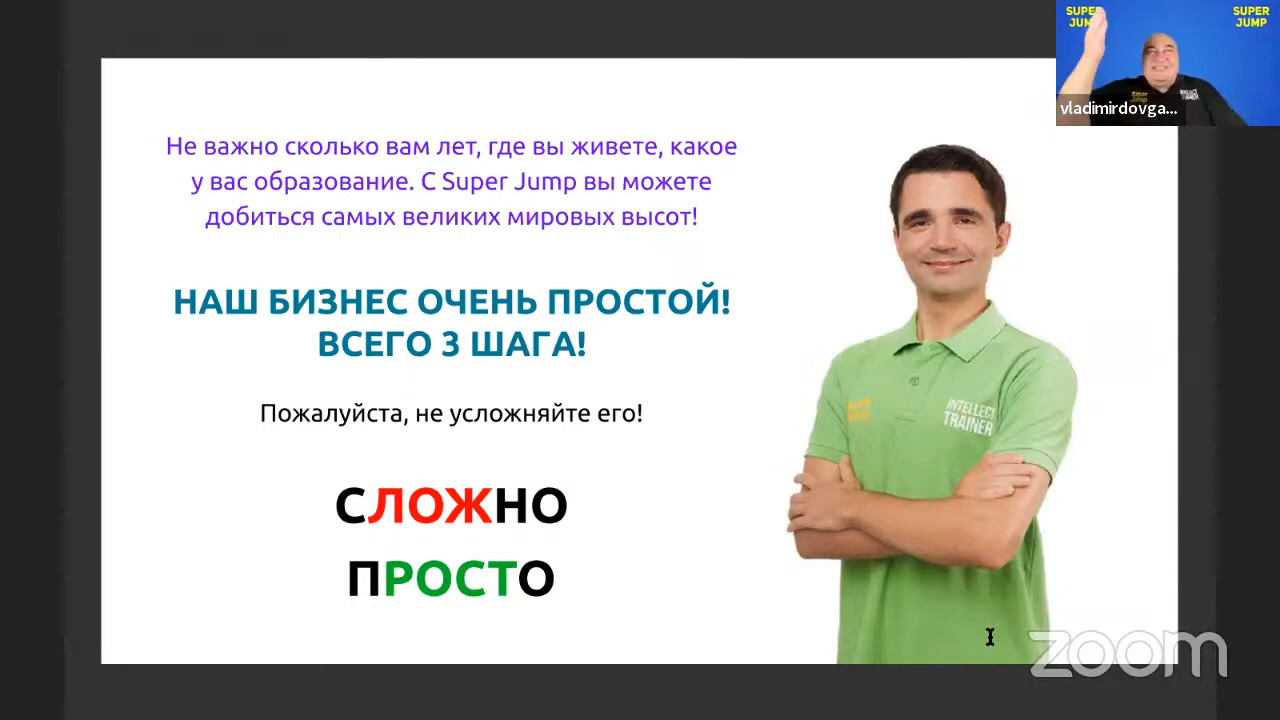 SUPER
JUMP
SUPER
JUMP
INTELLECT
TRAINER
vladimirdovga...
Не важно сколько вам лет, где вы живете, какое
у вас образование. С Super Jump вы можете
добиться самых великих мировых высот!
НАШ БИЗНЕС ОЧЕНЬ ПРОСТОЙ!
ВСЕГО 3 ШАГА!
Пожалуйста, не усложняйте его!
СЛОЖНО
ПРОСТО
INTELLECT
TRAINER
zoom